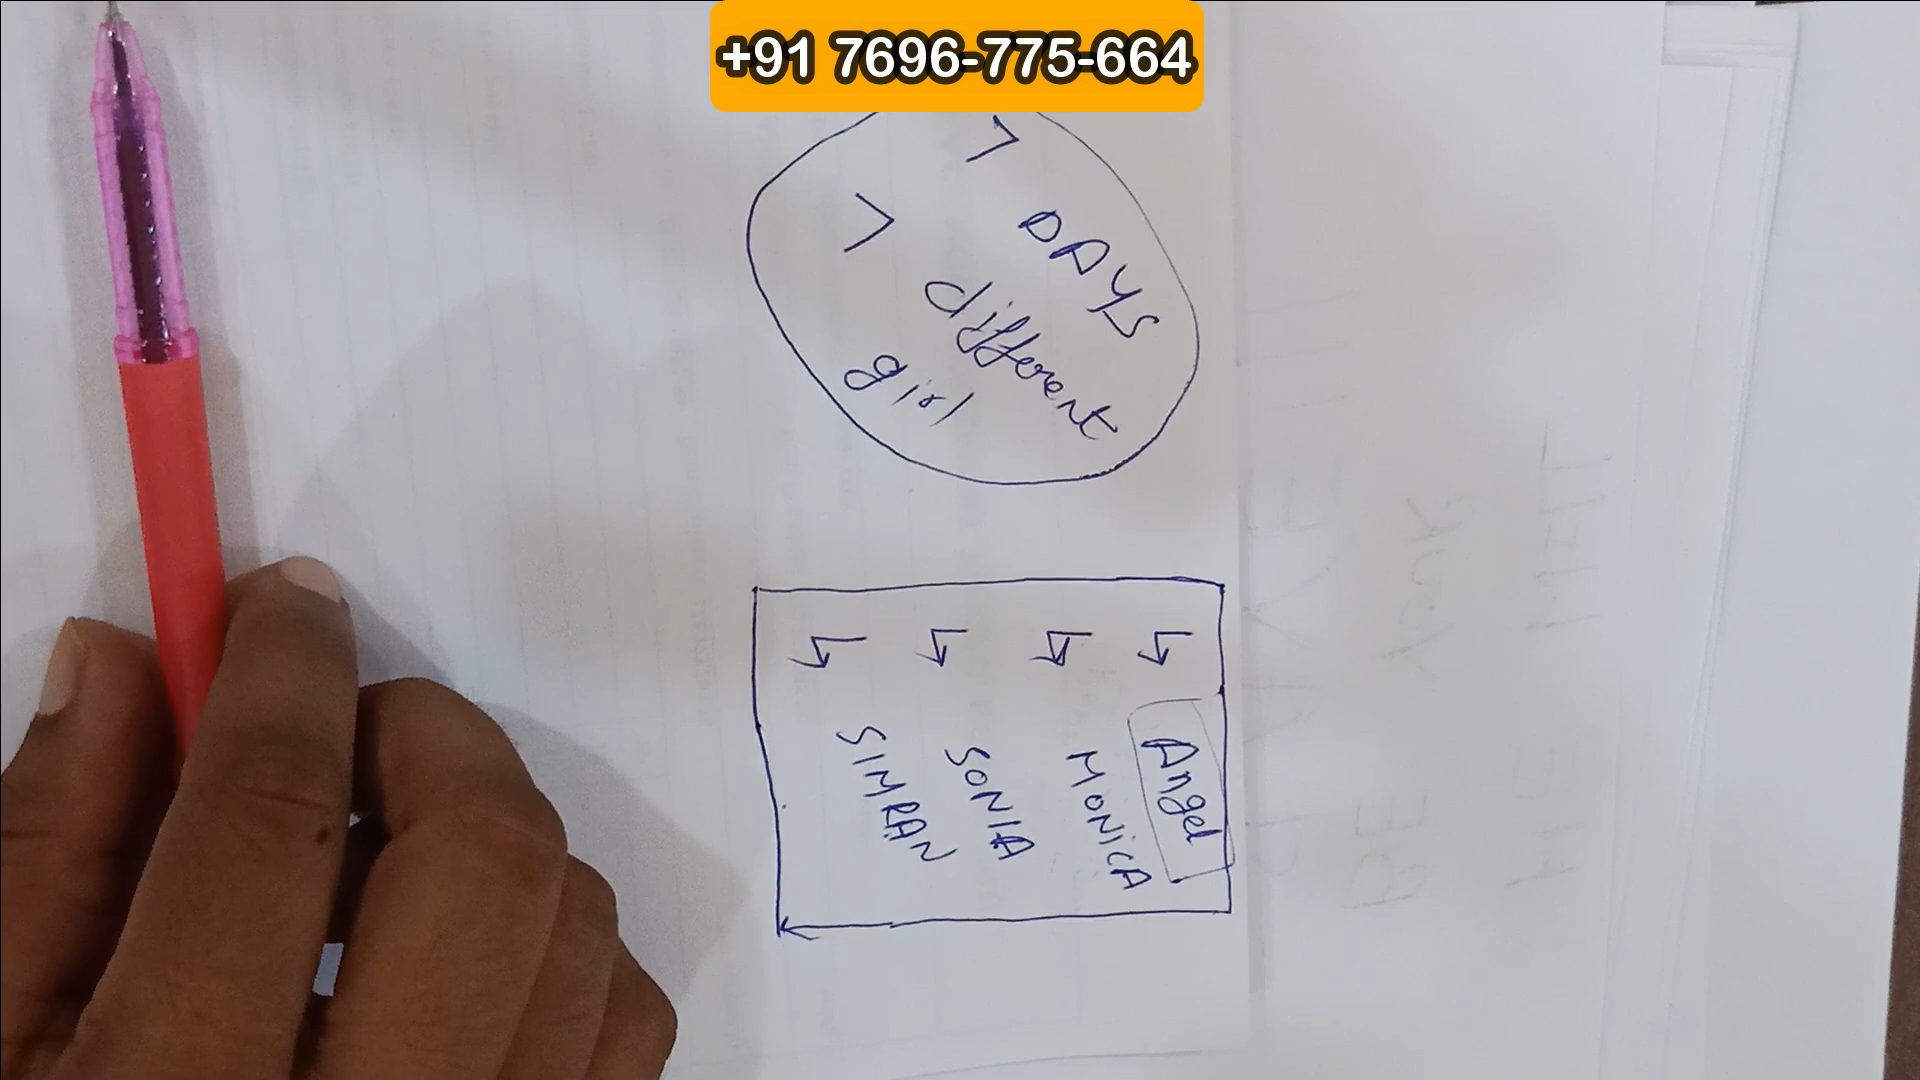 +91 7696-775-664
7 DAYS
7 different
girl
Angel
MONICA
SONIA
SIMRAN